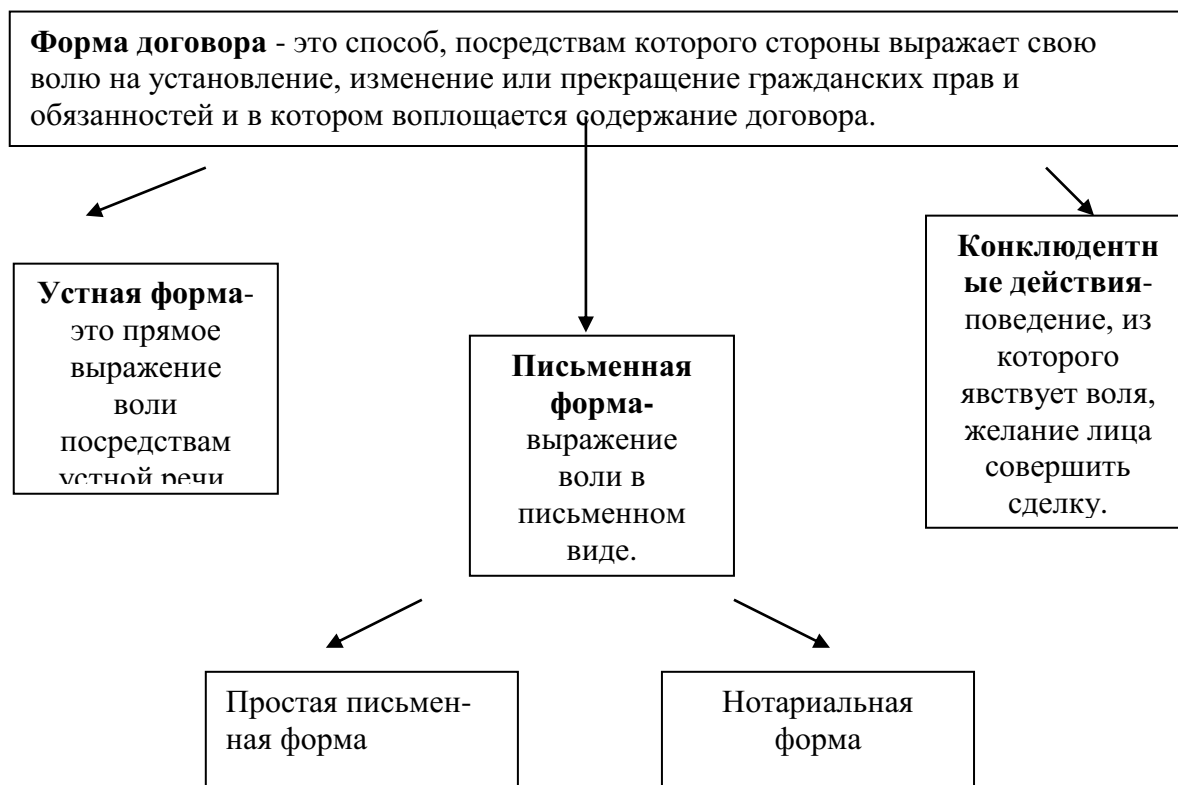 Форма договора - это способ, посредствам которого стороны выражает свою
волю на установление, изменение или прекращение гражданских прав и
обязанностей и в котором воплощается содержание договора.
Устная форма-
это прямое
выражение
воли
посредствам
устной речи
Письменная
форма-
выражение
воли в
письменном
виде.
Конклюдентн
ые действия-
поведение, из
которого
явствует воля,
желание лица
совершить
сделку.
Простая письмен-
ная форма
Нотариальная
форма